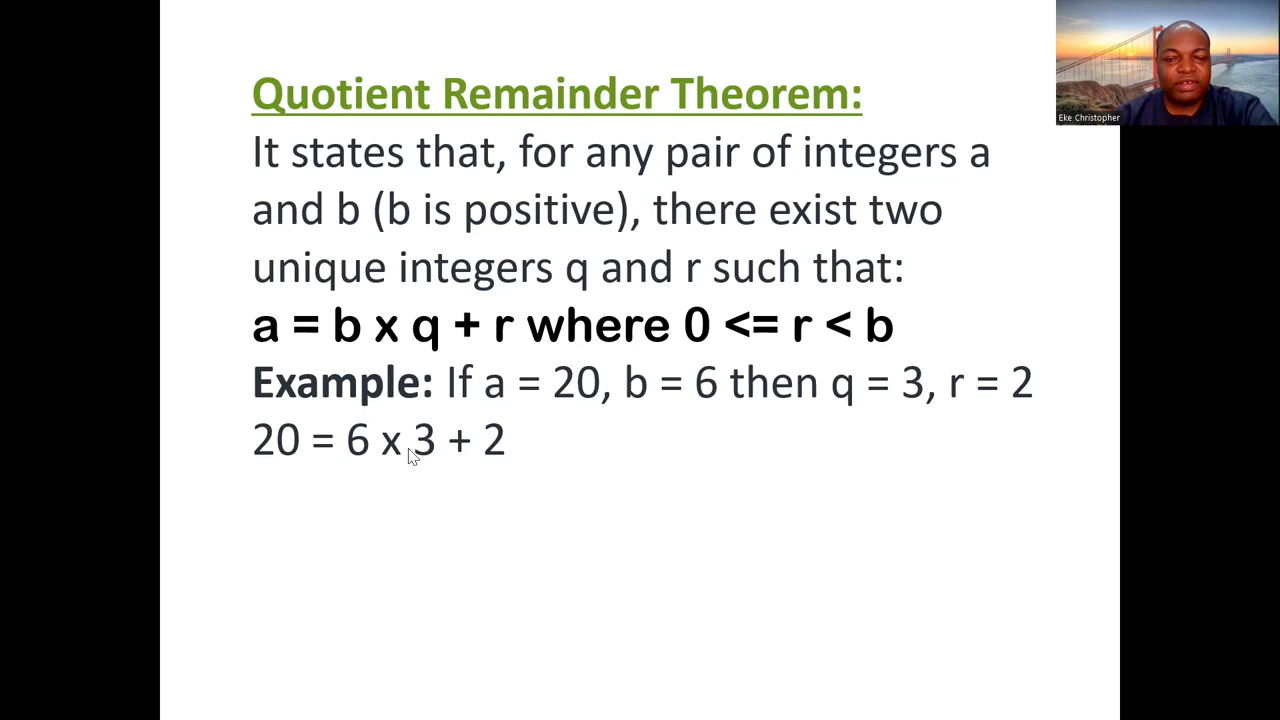 Quotient Remainder Theorem:
It states that, for any pair of integers a
and b (b is positive), there exist two
unique integers q and r such that:
a = b x q + r where 0 <= r < b
Example: If a = 20, b = 6 then q = 3, r = 2
20 = 6 x 3 + 2
Eke Christopher